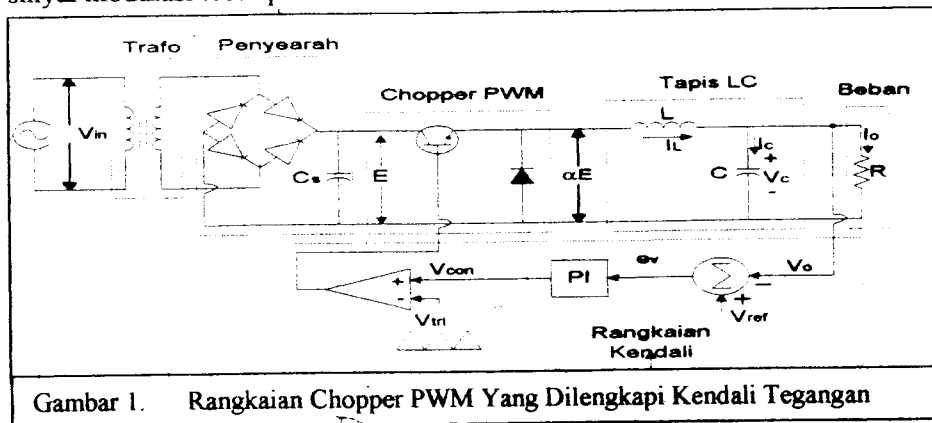 Trafo Penyearah
Chopper PWM
Tapis LC
Beban
Vin
Cs
E
αE
L
IL
C
Ic
+
Vc
-
Io
R
Vcon
PI
ev
Σ
Vo
+
-
Vtri
+
-
Vref
Rangkaian
Kendali
Gambar 1. Rangkaian Chopper PWM Yang Dilengkapi Kendali Tegangan